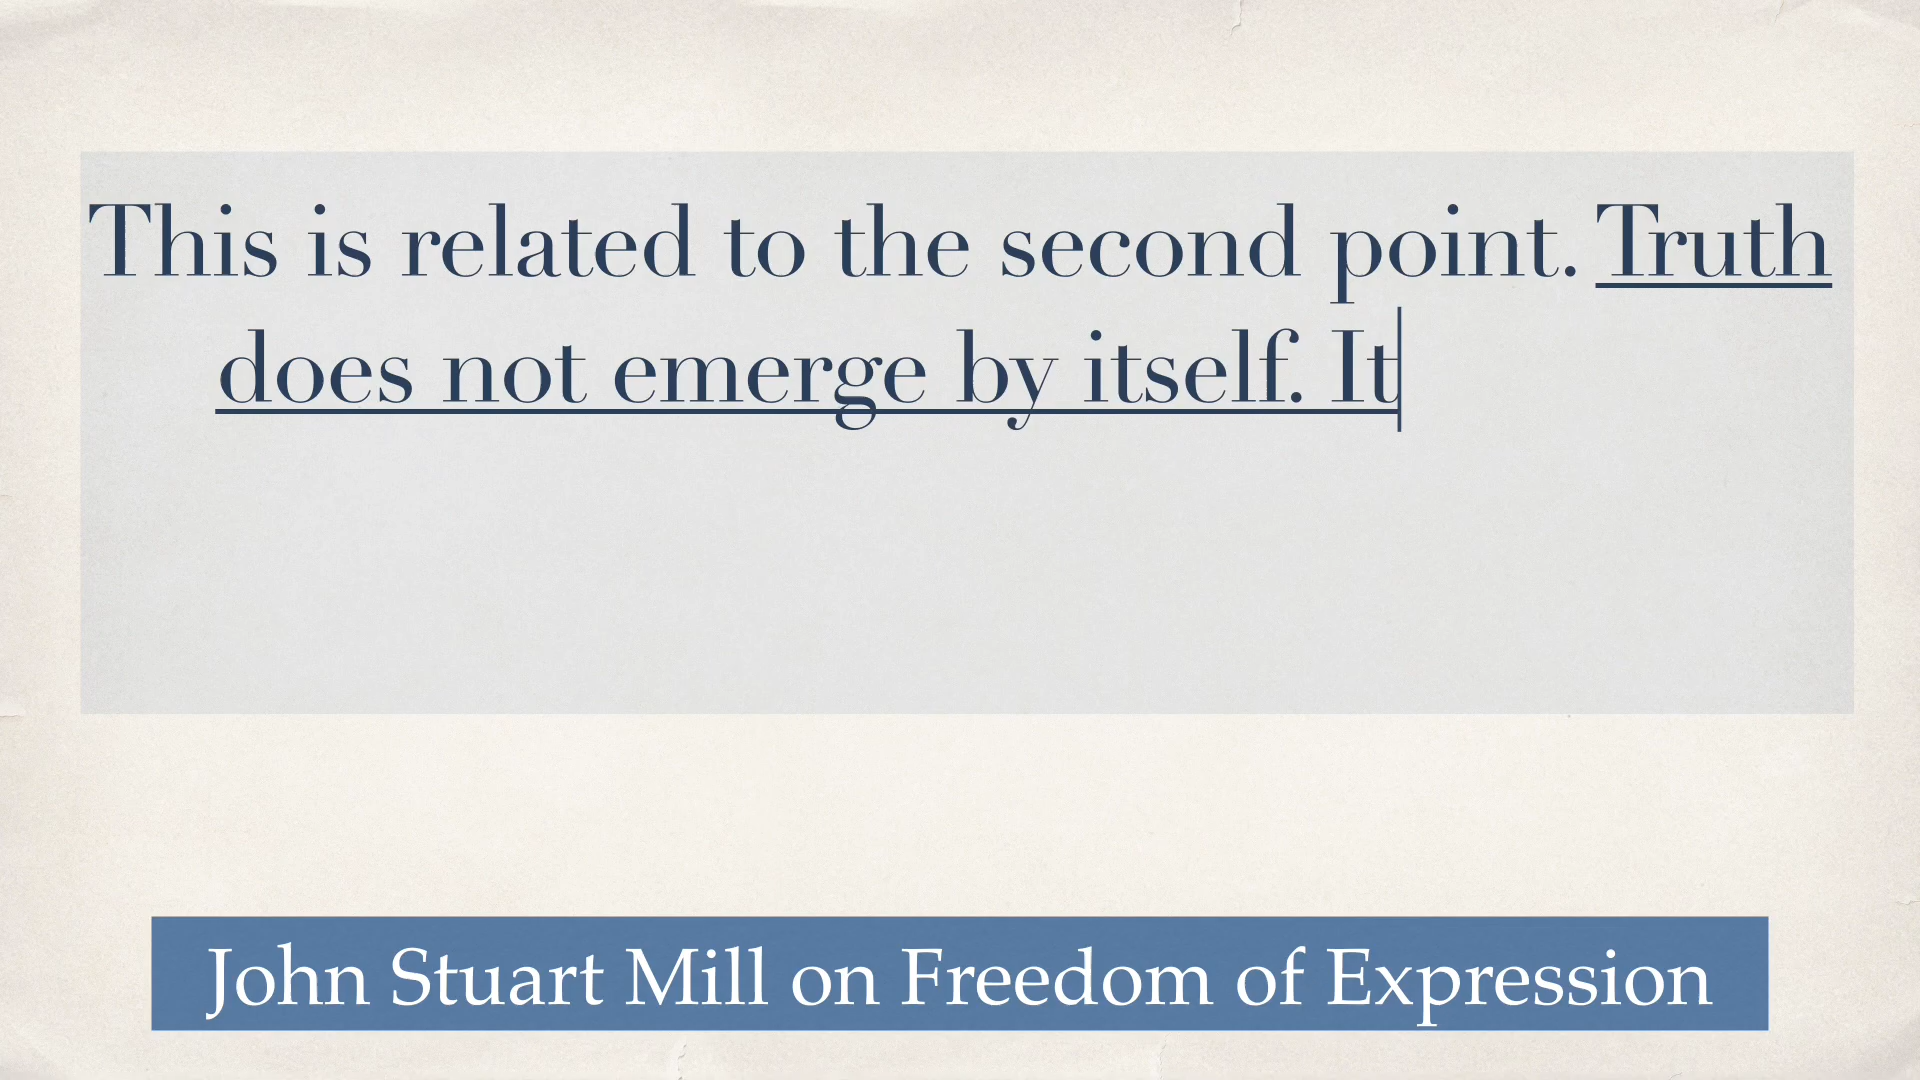 This is related to the second point. Truth
does not emerge by itself. It
John Stuart Mill on Freedom of Expression